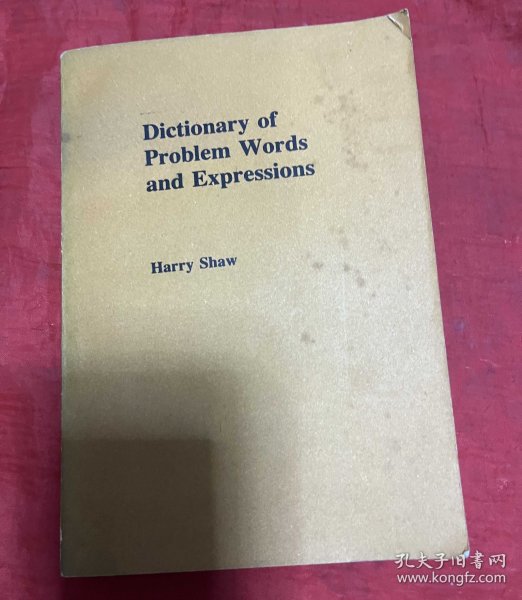 Dictionary of
Problem Words
and Expressions
Harry Shaw
孔夫子旧书网
www.kongfz.com